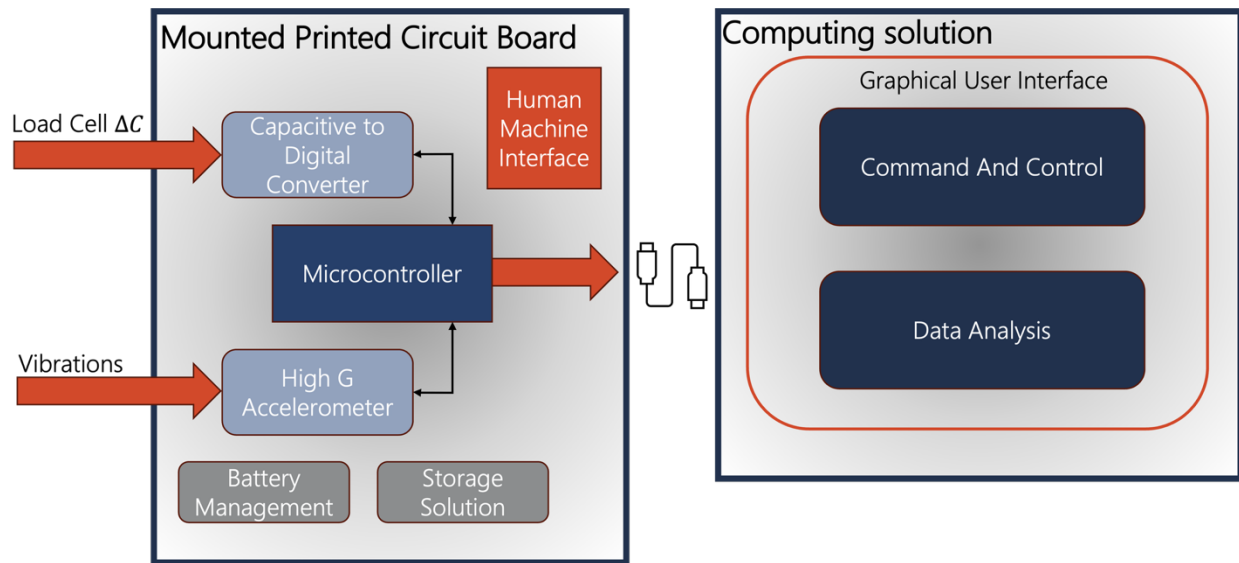 Mounted Printed Circuit Board
Load Cell ΔC
Capacitive to
Digital
Converter
Human
Machine
Interface
Microcontroller
Vibrations
High G
Accelerometer
Battery
Management
Storage
Solution
Computing solution
Graphical User Interface
Command And Control
Data Analysis